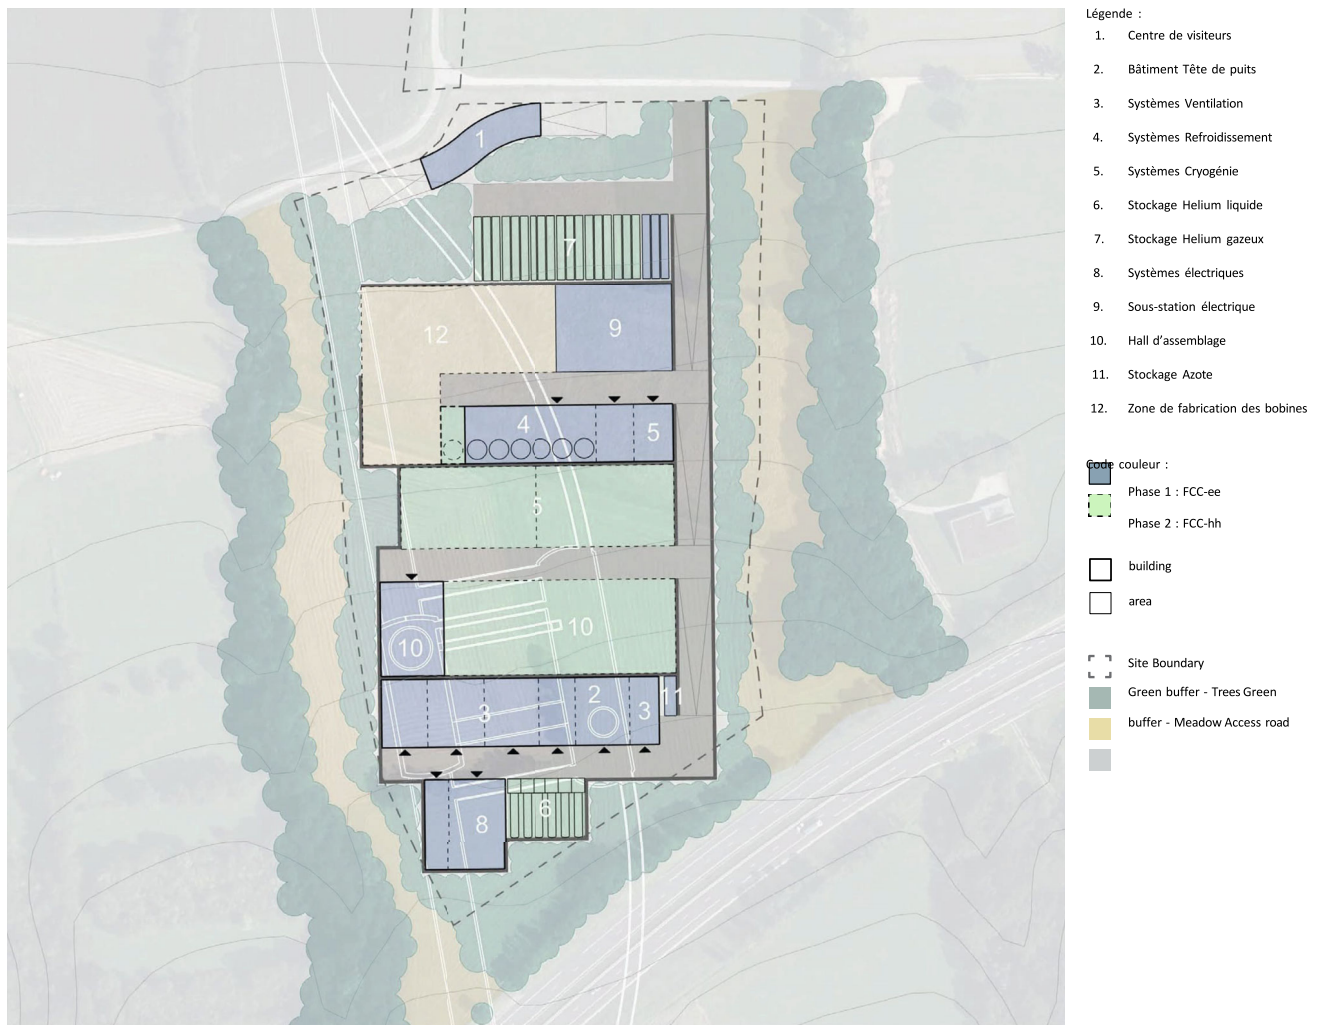 Légende :
1. Centre de visiteurs
2. Bâtiment Tête de puits
3. Systèmes Ventilation
4. Systèmes Refroidissement
5. Systèmes Cryogénie
6. Stockage Helium liquide
7. Stockage Helium gazeux
8. Systèmes électriques
9. Sous-station électrique
10. Hall d'assemblage
11. Stockage Azote
12. Zone de fabrication des bobines
Code couleur :
Phase 1 : FCC-ee
Phase 2 : FCC-hh
building
area
Site Boundary
Green buffer - Trees Green
buffer - Meadow Access road
1
7
12
9
4
5
5
10
10
11
2
3
3
6
8